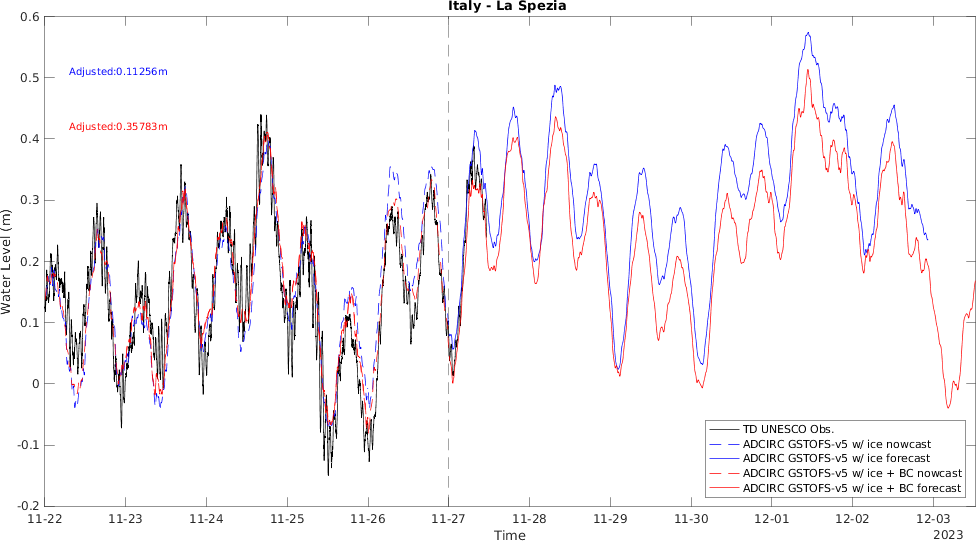 Italy - La Spezia
0.6
0.5
0.4
0.3
0.2
0.1
0
-0.1
-0.2
Water Level (m)
Adjusted:0.11256m
Adjusted:0.35783m
TD UNESCO Obs.
ADCIRC GSTOFS-v5 w/ ice nowcast
ADCIRC GSTOFS-v5 w/ ice forecast
ADCIRC GSTOFS-v5 w/ ice + BC nowcast
ADCIRC GSTOFS-v5 w/ ice + BC forecast
11-22 11-23 11-24 11-25 11-26 11-27 11-28 11-29 11-30 12-01 12-02 12-03
Time
2023